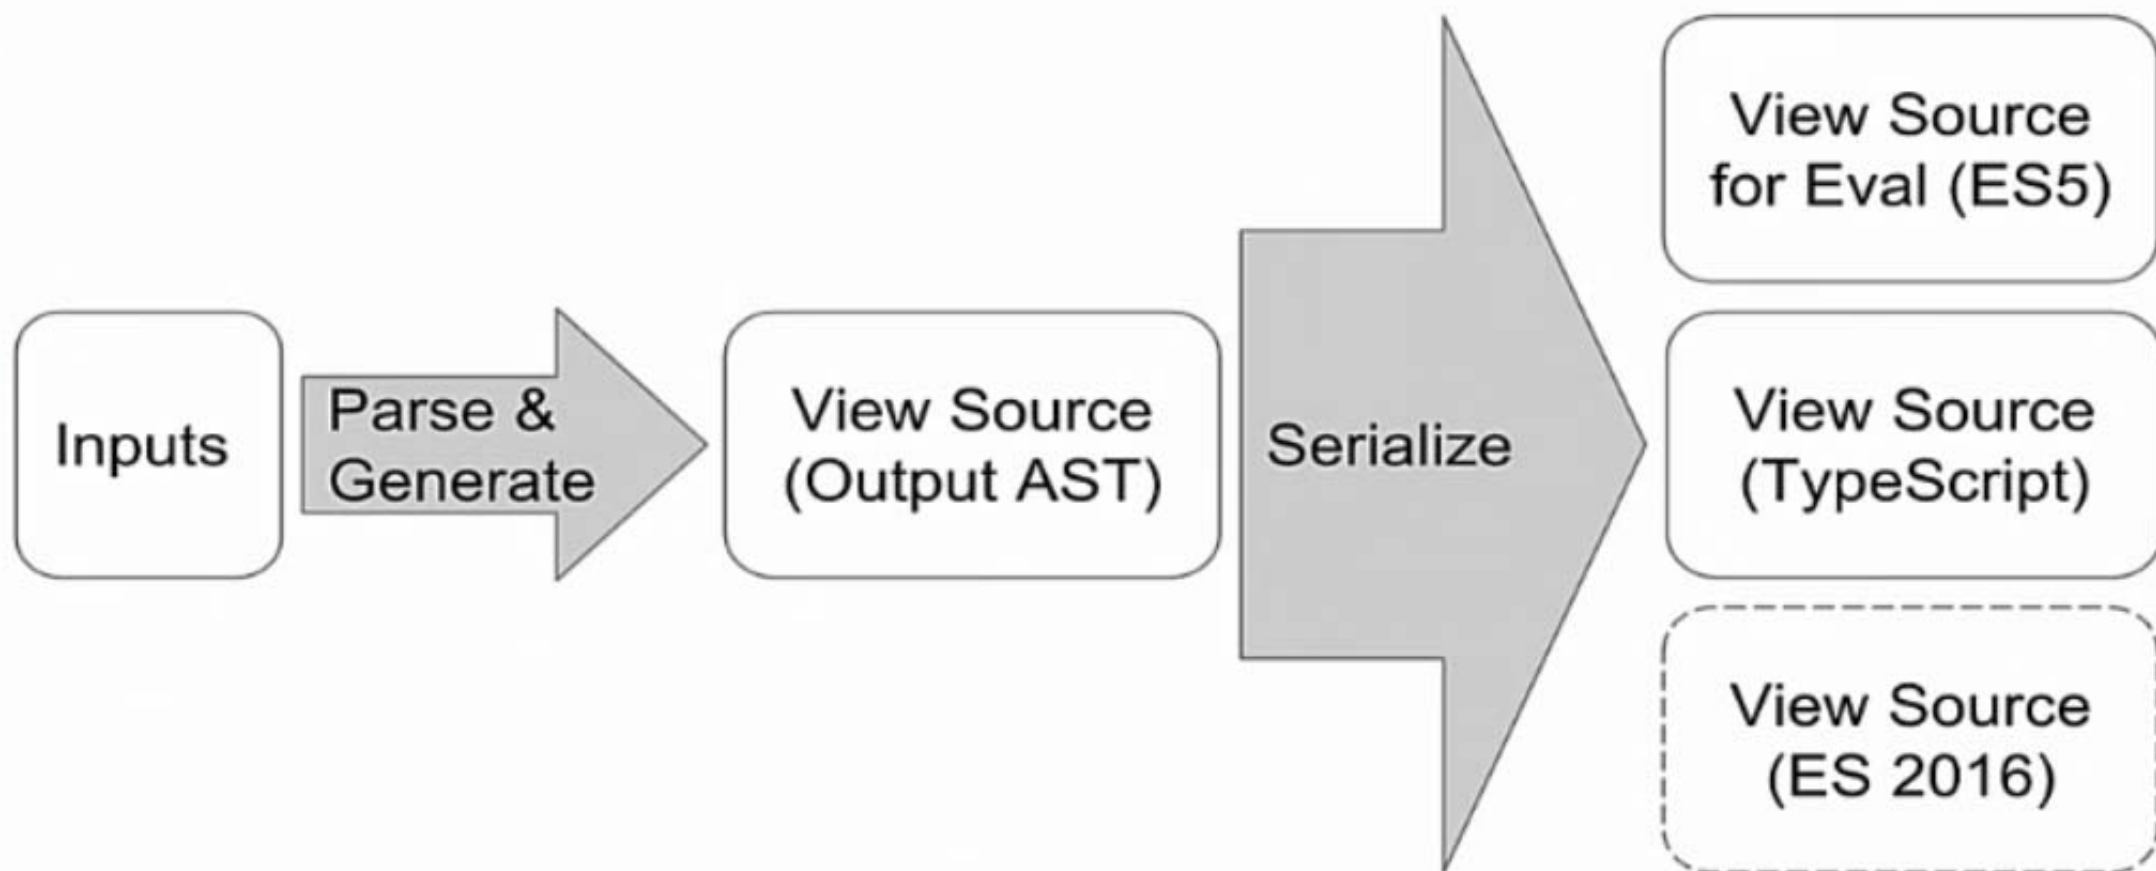 Inputs
Parse &
Generate
View Source
(Output AST)
Serialize
View Source
for Eval (ES5)
View Source
(TypeScript)
View Source
(ES 2016)